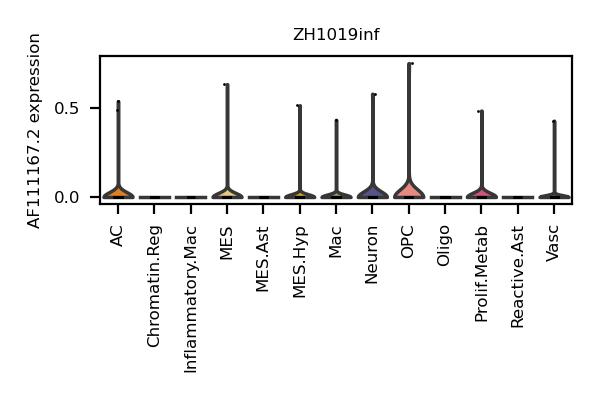 ZH1019inf
AF111167.2 expression
0.5
0.0
AC
Chromatin.Reg
Inflammatory.Mac
MES
MES.Ast
MES.Hyp
Mac
Neuron
OPC
Oligo
Prolif.Metab
Reactive.Ast
Vasc